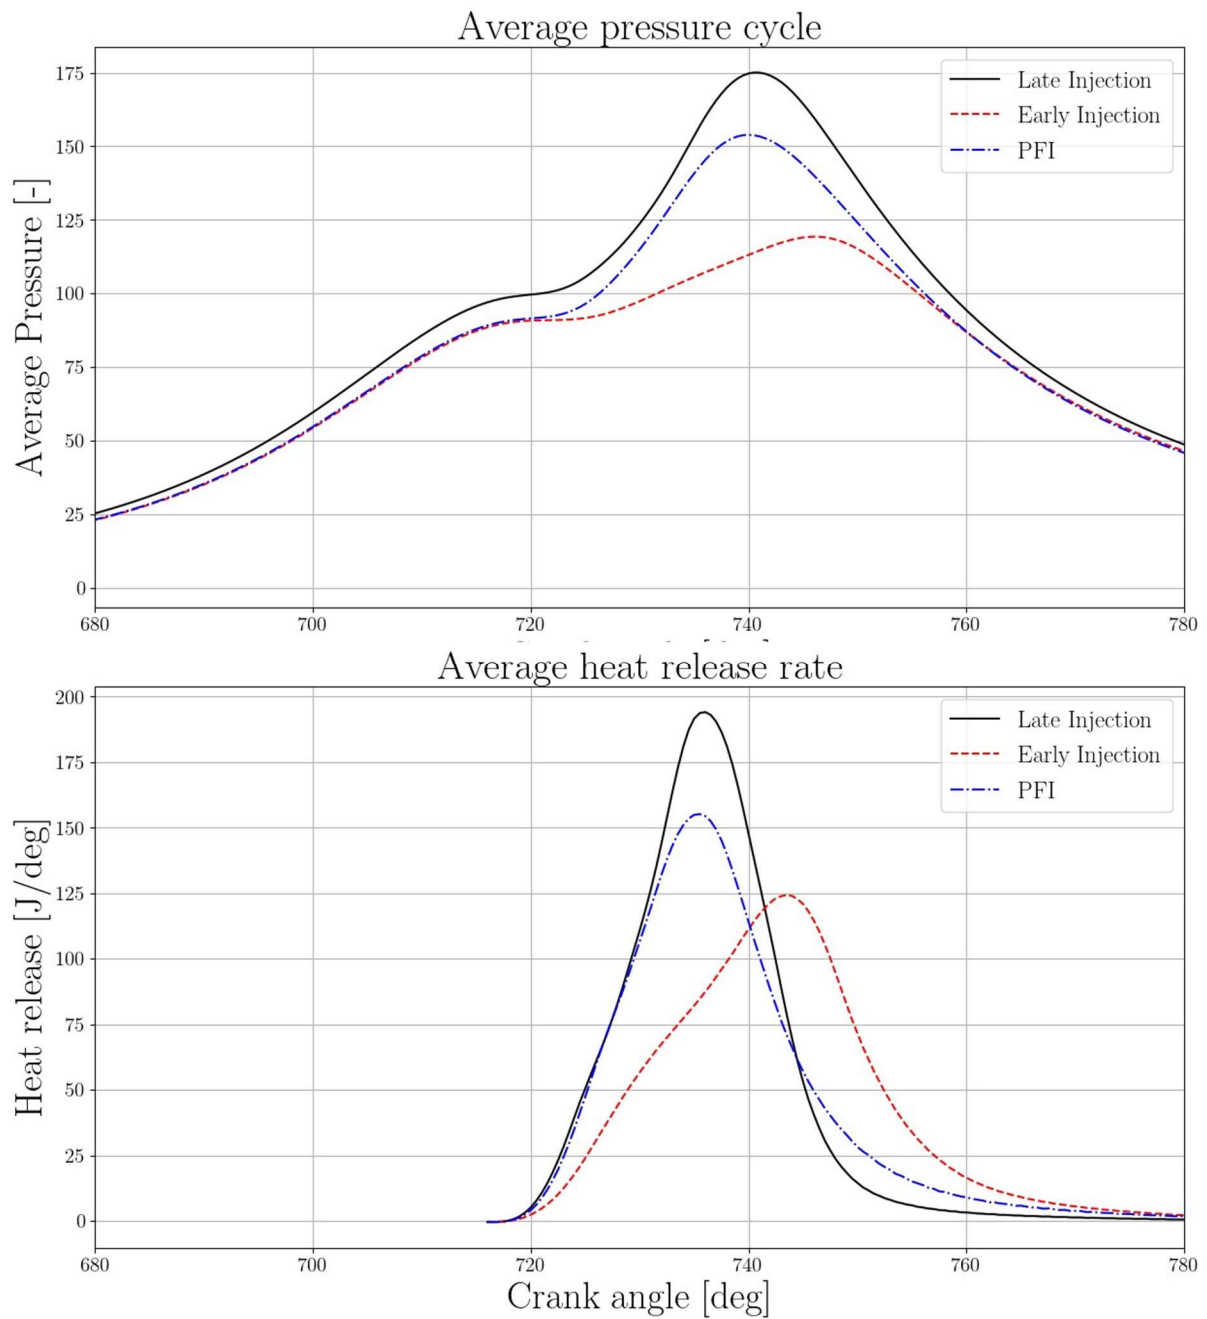 Average pressure cycle
Average Pressure [-]
175
150
125
100
75
50
25
0
Late Injection
Early Injection
PFI
680 700 720 740 760 780
Average heat release rate
Heat release [J/deg]
200
175
150
125
100
75
50
25
0
Late Injection
Early Injection
PFI
680 700 720 740 760 780
Crank angle [deg]